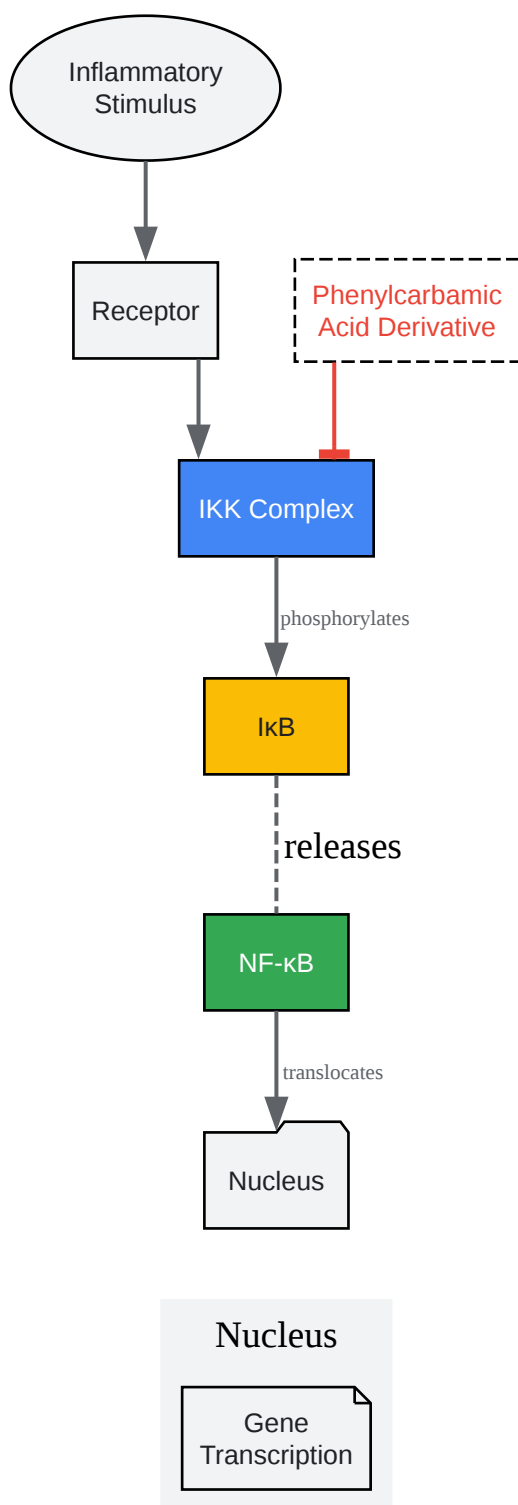 Inflammatory
Stimulus
Receptor
Phenylcarbamic
Acid Derivative
IKK Complex
phosphorylates
IκB
releases
NF-κB
translocates
Nucleus
Nucleus
Gene
Transcription